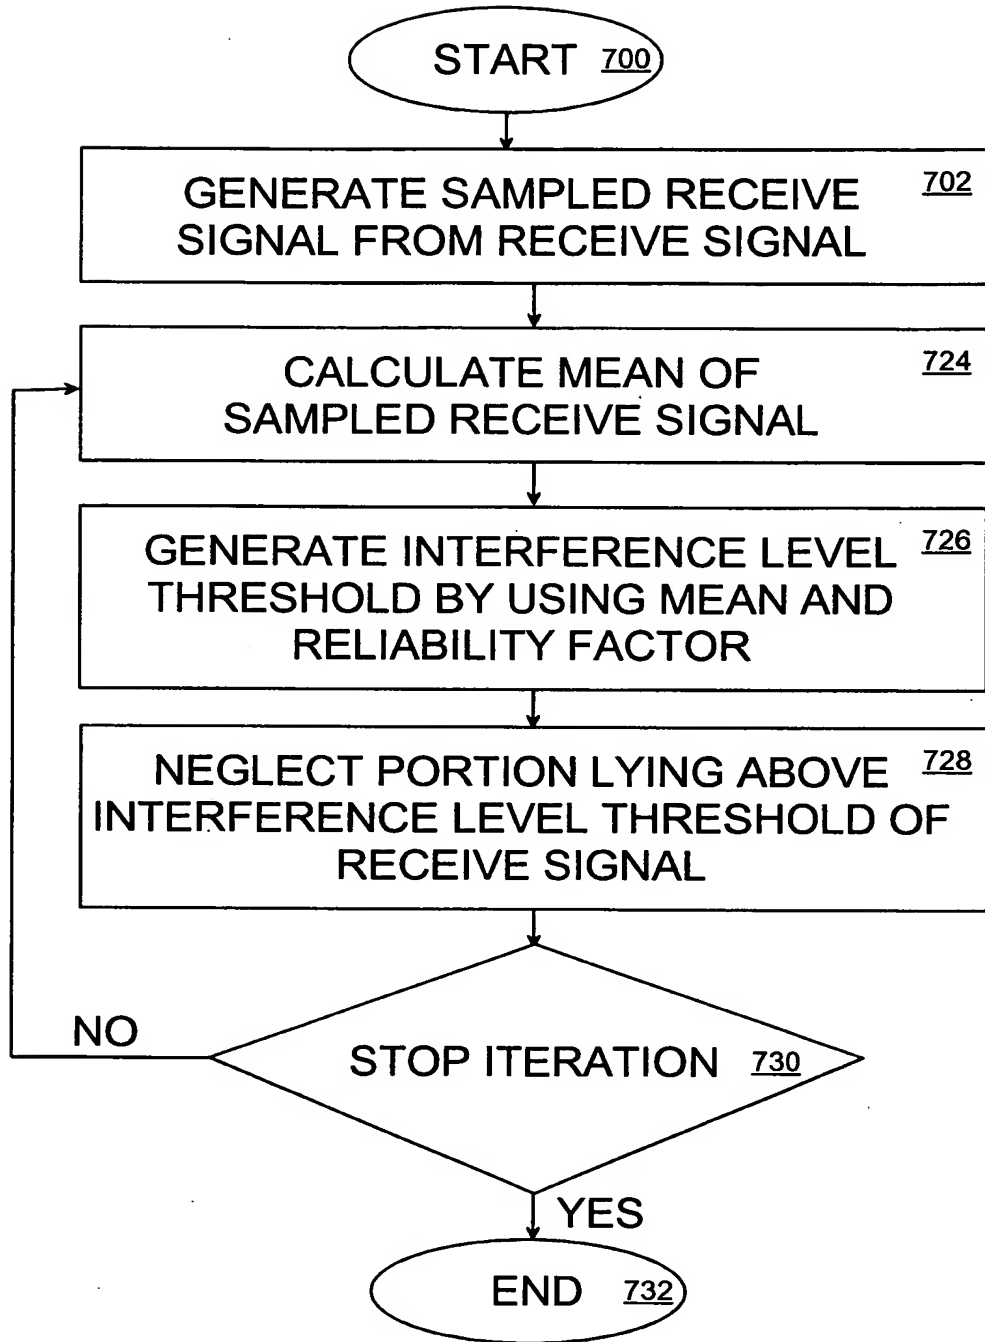 START 700
GENERATE SAMPLED RECEIVE 702
SIGNAL FROM RECEIVE SIGNAL
CALCULATE MEAN OF 724
SAMPLED RECEIVE SIGNAL
GENERATE INTERFERENCE LEVEL 726
THRESHOLD BY USING MEAN AND
RELIABILITY FACTOR
NEGLECT PORTION LYING ABOVE 728
INTERFERENCE LEVEL THRESHOLD OF
RECEIVE SIGNAL
NO
STOP ITERATION 730
YES
END 732